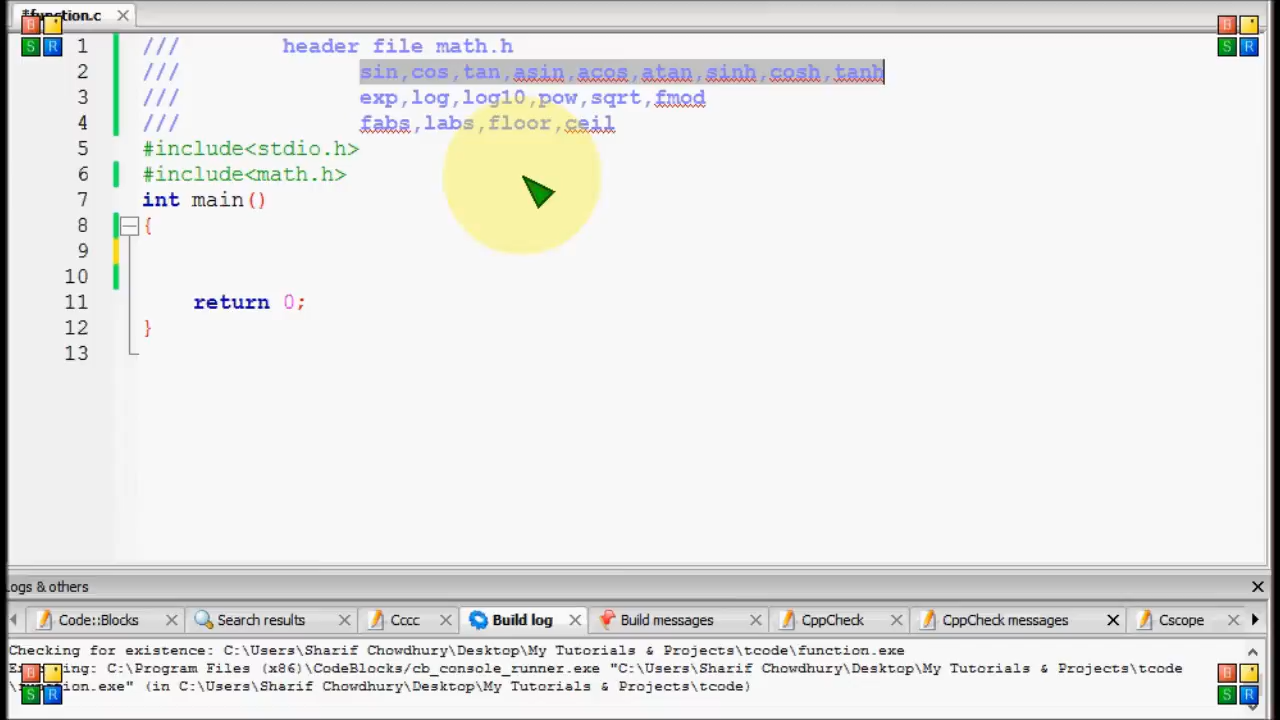 *function.c
1 /// header file math.h
2 /// sin,cos,tan,asin,acos,atan,sinh,cosh,tanh
3 /// exp,log,log10,pow,sqrt,fmod
4 /// fabs,labs,floor,ceil
5 #include<stdio.h>
6 #include<math.h>
7 int main()
8 {
9
10
11 return 0;
12 }
13
Logs & others
Code::Blocks Search results Cccc Build log Build messages CppCheck CppCheck messages Cscope
Checking for existence: C:\Users\Sharif Chowdhury\Desktop\My Tutorials & Projects\tcode\function.exe
Executing: C:\Program Files (x86)\CodeBlocks/cb_console_runner.exe "C:\Users\Sharif Chowdhury\Desktop\My Tutorials & Projects\tcode
\function.exe" (in C:\Users\Sharif Chowdhury\Desktop\My Tutorials & Projects\tcode)
B
S R
B
S R
B
S R
B
S R